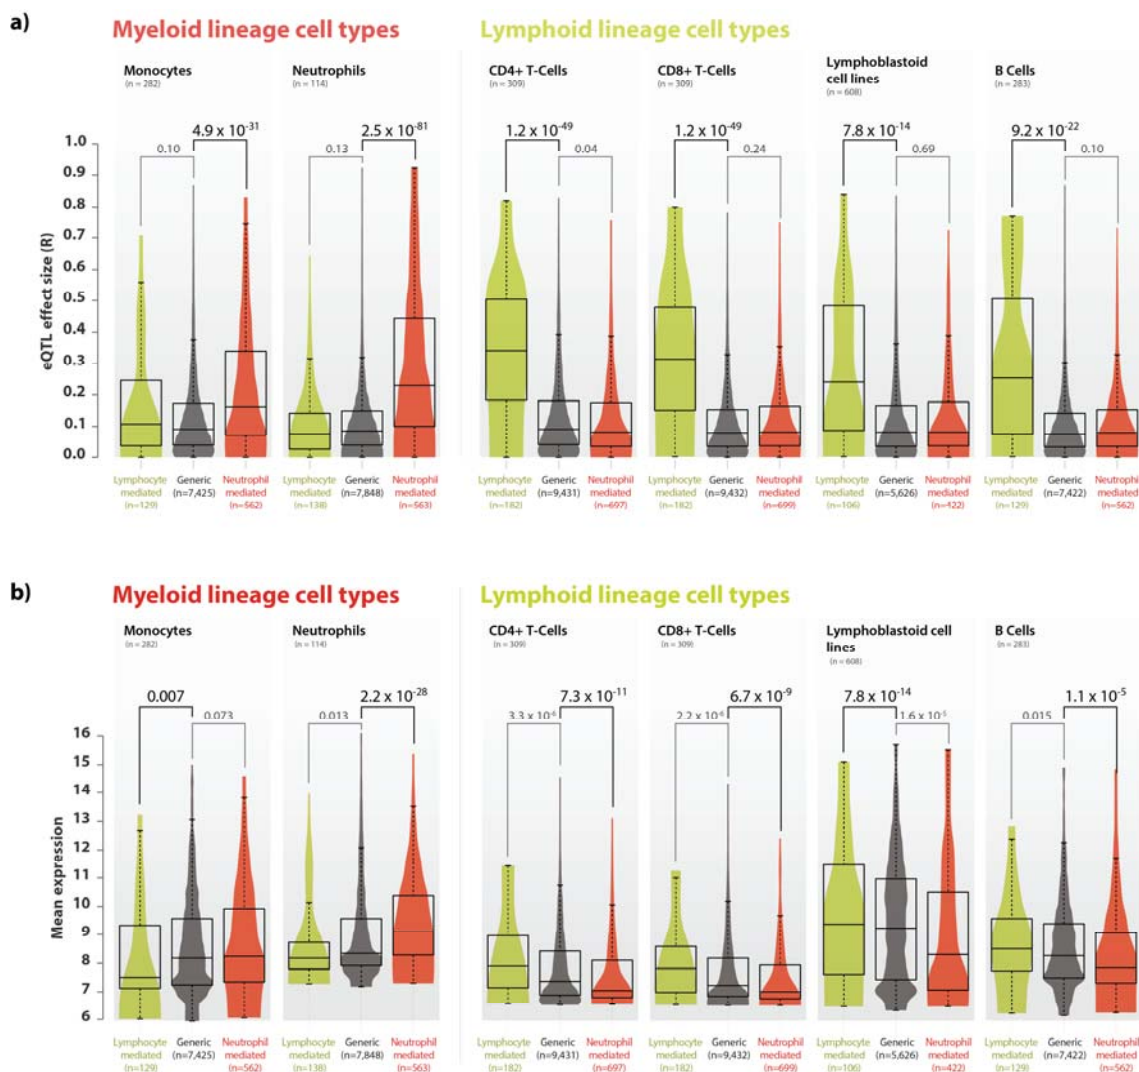 a)
Myeloid lineage cell types
Lymphoid lineage cell types
Monocytes
(n = 282)
Neutrophils
(n = 114)
CD4+ T-Cells
(n = 309)
CD8+ T-Cells
(n = 309)
Lymphoblastoid
cell lines
(n = 608)
B Cells
(n = 283)
4.9 x 10-31
2.5 x 10-81
1.2 x 10-49
1.2 x 10-49
7.8 x 10-14
9.2 x 10-22
0.10
0.13
0.04
0.24
0.69
0.10
eQTL effect size (R)
1.0
0.9
0.8
0.7
0.6
0.5
0.4
0.3
0.2
0.1
0.0
Lymphocyte
mediated
(n=129)
Generic
(n=7,425)
Neutrophil
mediated
(n=562)
Lymphocyte
mediated
(n=138)
Generic
(n=7,848)
Neutrophil
mediated
(n=563)
Lymphocyte
mediated
(n=182)
Generic
(n=9,431)
Neutrophil
mediated
(n=697)
Lymphocyte
mediated
(n=182)
Generic
(n=9,432)
Neutrophil
mediated
(n=699)
Lymphocyte
mediated
(n=106)
Generic
(n=5,626)
Neutrophil
mediated
(n=422)
Lymphocyte
mediated
(n=129)
Generic
(n=7,422)
Neutrophil
mediated
(n=562)
b)
Myeloid lineage cell types
Lymphoid lineage cell types
Monocytes
(n = 282)
Neutrophils
(n = 114)
CD4+ T-Cells
(n = 309)
CD8+ T-Cells
(n = 309)
Lymphoblastoid cell
lines
(n = 608)
B Cells
(n = 283)
0.007
2.2 x 10-28
7.3 x 10-11
6.7 x 10-9
7.8 x 10-14
1.1 x 10-5
0.073
0.013
3.3 x 10-6
2.2 x 10-6
1.6 x 10-5
0.015
Mean expression
16
15
14
13
12
11
10
9
8
7
6
Lymphocyte
mediated
(n=129)
Generic
(n=7,425)
Neutrophil
mediated
(n=562)
Lymphocyte
mediated
(n=138)
Generic
(n=7,848)
Neutrophil
mediated
(n=563)
Lymphocyte
mediated
(n=182)
Generic
(n=9,431)
Neutrophil
mediated
(n=697)
Lymphocyte
mediated
(n=182)
Generic
(n=9,432)
Neutrophil
mediated
(n=699)
Lymphocyte
mediated
(n=106)
Generic
(n=5,626)
Neutrophil
mediated
(n=422)
Lymphocyte
mediated
(n=129)
Generic
(n=7,422)
Neutrophil
mediated
(n=562)